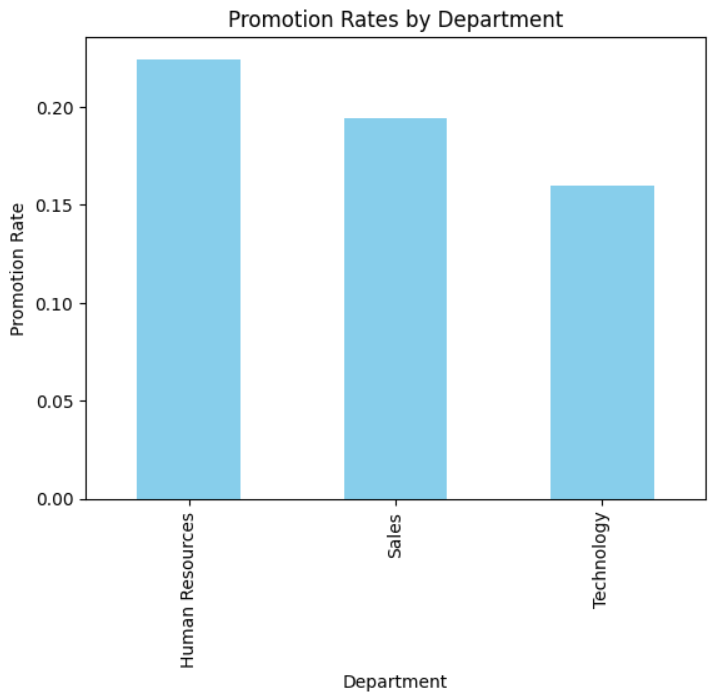 Promotion Rates by Department
Promotion Rate
0.20
0.15
0.10
0.05
0.00
Human Resources
Sales
Technology
Department